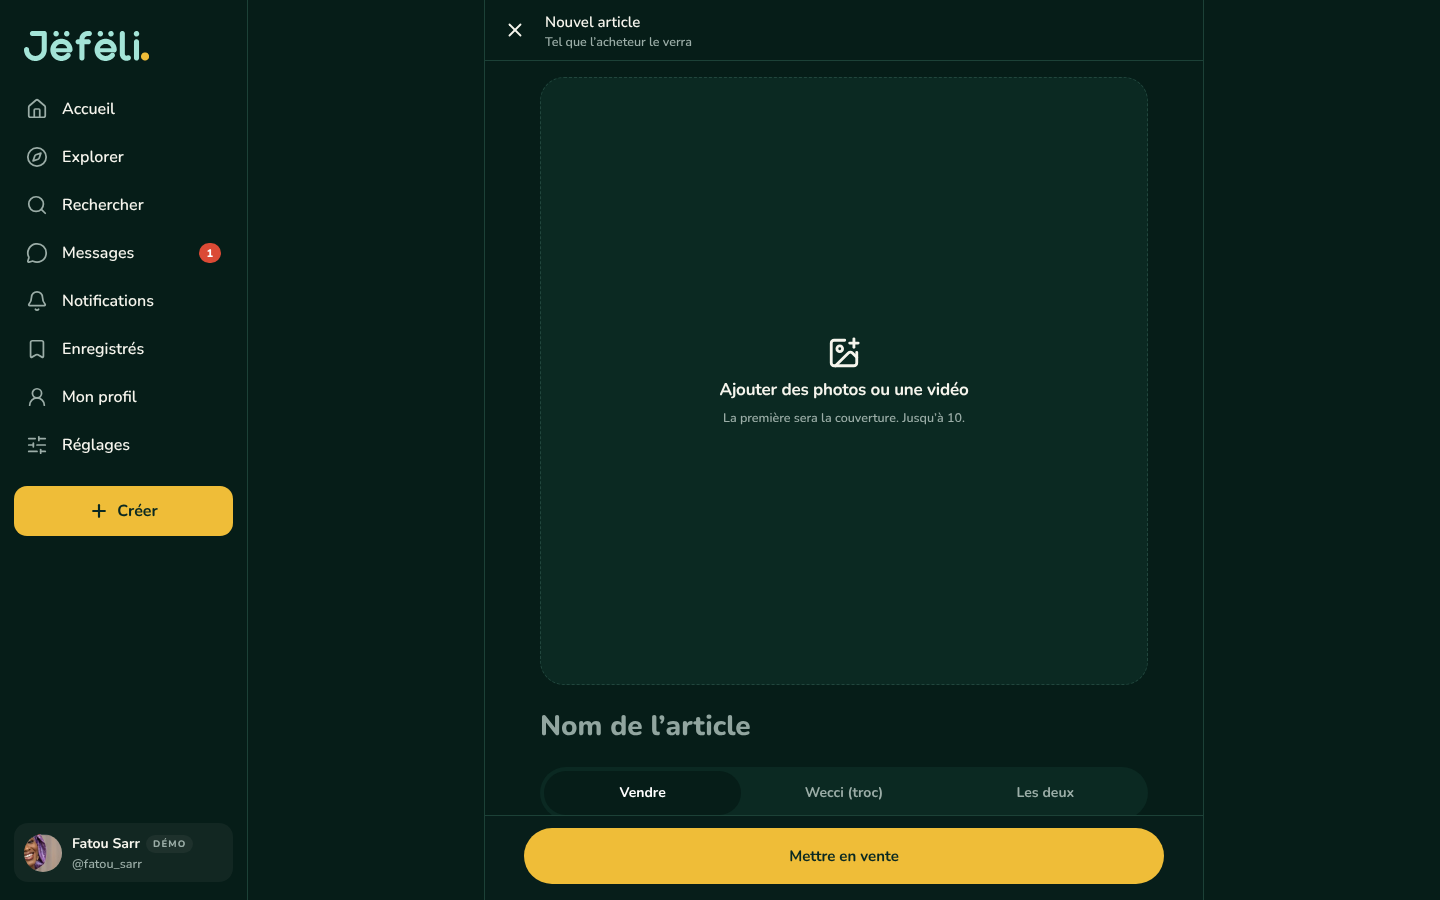 Jëfëli.
Accueil
Explorer
Rechercher
Messages
1
Notifications
Enregistrés
Mon profil
Réglages
Créer
Fatou Sarr DÉMO
@fatou_sarr
Nouvel article
Tel que l’acheteur le verra
Ajouter des photos ou une vidéo
La première sera la couverture. Jusqu’à 10.
Nom de l’article
Vendre Wecci (troc) Les deux
Mettre en vente